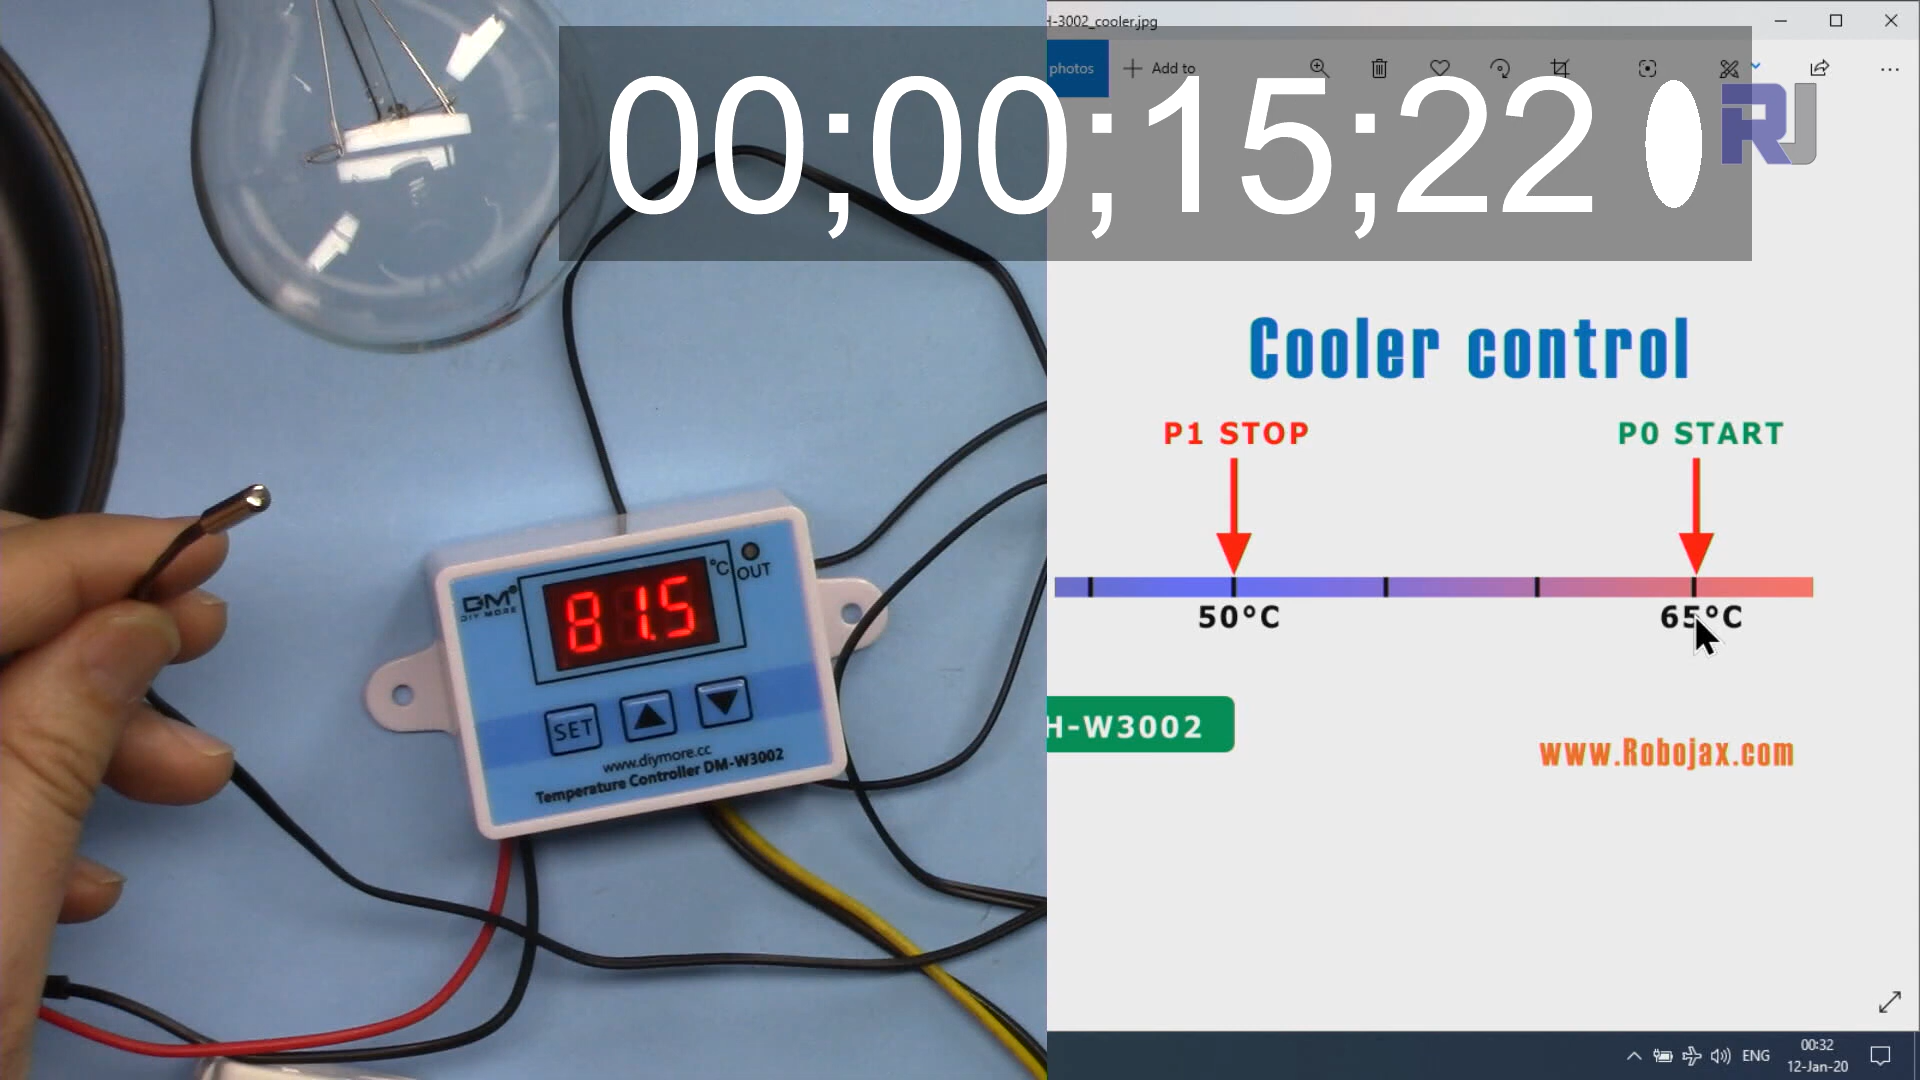 H-3002_cooler.jpg
photos
Add to
00;00;15;22
RJ
Cooler control
P1 STOP
P0 START
50°C
65°C
H-W3002
www.Robojax.com
DM
DIY MORE
81.5
°C
OUT
SET
www.diymore.cc
Temperature Controller DM-W3002
ENG
00:32
12-Jan-20